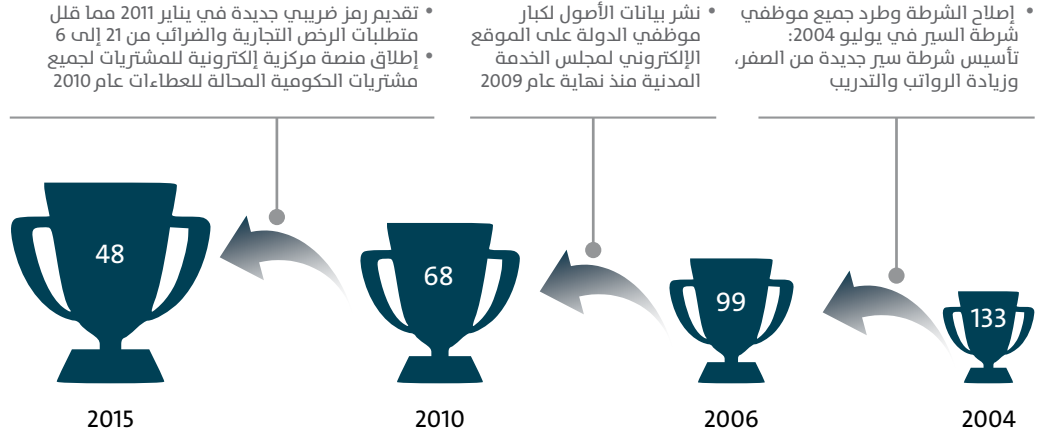 • إصلاح الشرطة وطرد جميع موظفي
شرطة السير في يوليو 2004:
تأسيس شرطة سير جديدة من الصفر،
وزيادة الرواتب والتدريب
• نشر بيانات الأصول لكبار
موظفي الدولة على الموقع
الإلكتروني لمجلس الخدمة
المدنية منذ نهاية عام 2009
• تقديم رمز ضريبي جديدة في يناير 2011 مما قلل
متطلبات الرخص التجارية والضرائب من 21 إلى 6
• إطلاق منصة مركزية إلكترونية للمشتريات لجميع
مشتريات الحكومية المحالة للعطاءات عام 2010
133
99
68
48
2004
2006
2010
2015